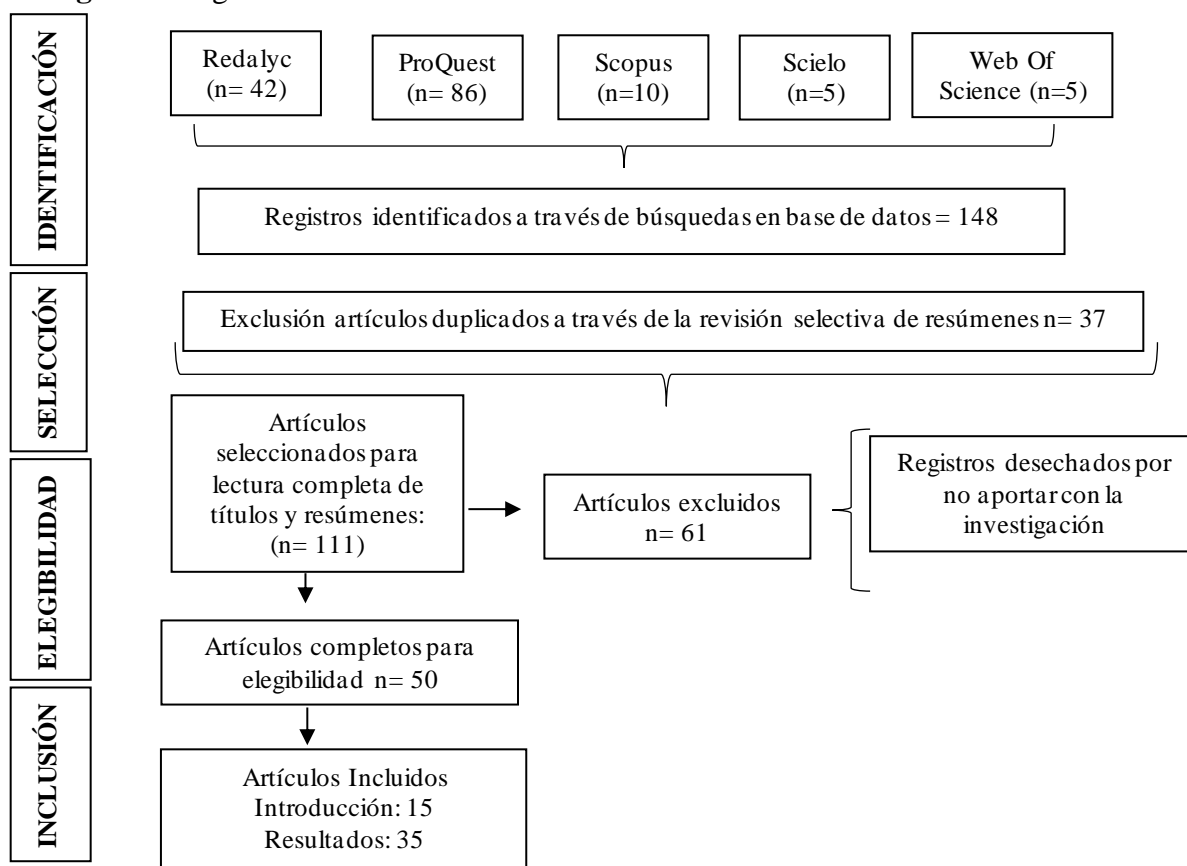 IDENTIFICACIÓN
Redalyc
(n= 42)
ProQuest
(n= 86)
Scopus
(n=10)
Scielo
(n=5)
Web Of
Science (n=5)
Registros identificados a través de búsquedas en base de datos = 148
SELECCIÓN
Exclusión artículos duplicados a través de la revisión selectiva de resúmenes n= 37
ELEGIBILIDAD
Artículos
seleccionados para
lectura completa de
títulos y resúmenes:
(n= 111)
Artículos excluidos
n= 61
Registros desechados por
no aportar con la
investigación
Artículos completos para
elegibilidad n= 50
INCLUSIÓN
Artículos Incluidos
Introducción: 15
Resultados: 35